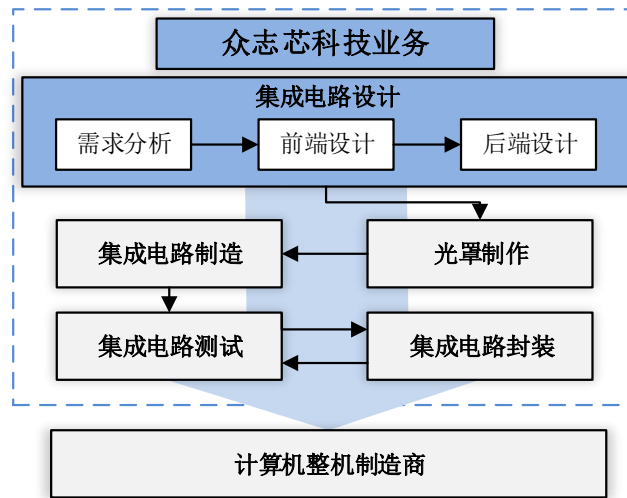 众志芯科技业务
集成电路设计
需求分析
前端设计
后端设计
集成电路制造
光罩制作
集成电路测试
集成电路封装
计算机整机制造商